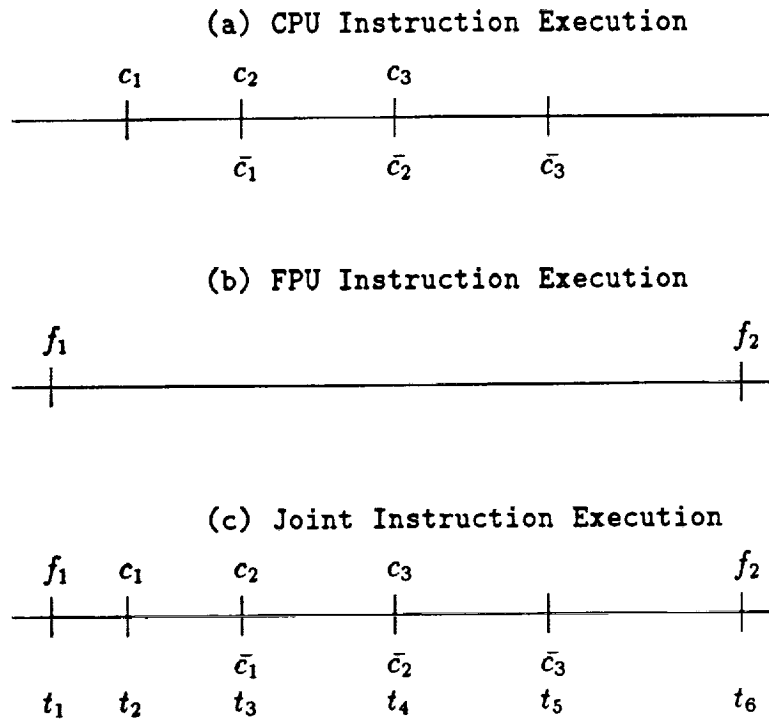 (a) CPU Instruction Execution
c₁ c₂ c₃
c̄₁ c̄₂ c̄₃
(b) FPU Instruction Execution
f₁ f₂
(c) Joint Instruction Execution
f₁ c₁ c₂ c₃ f₂
c̄₁ c̄₂ c̄₃
t₁ t₂ t₃ t₄ t₅ t₆